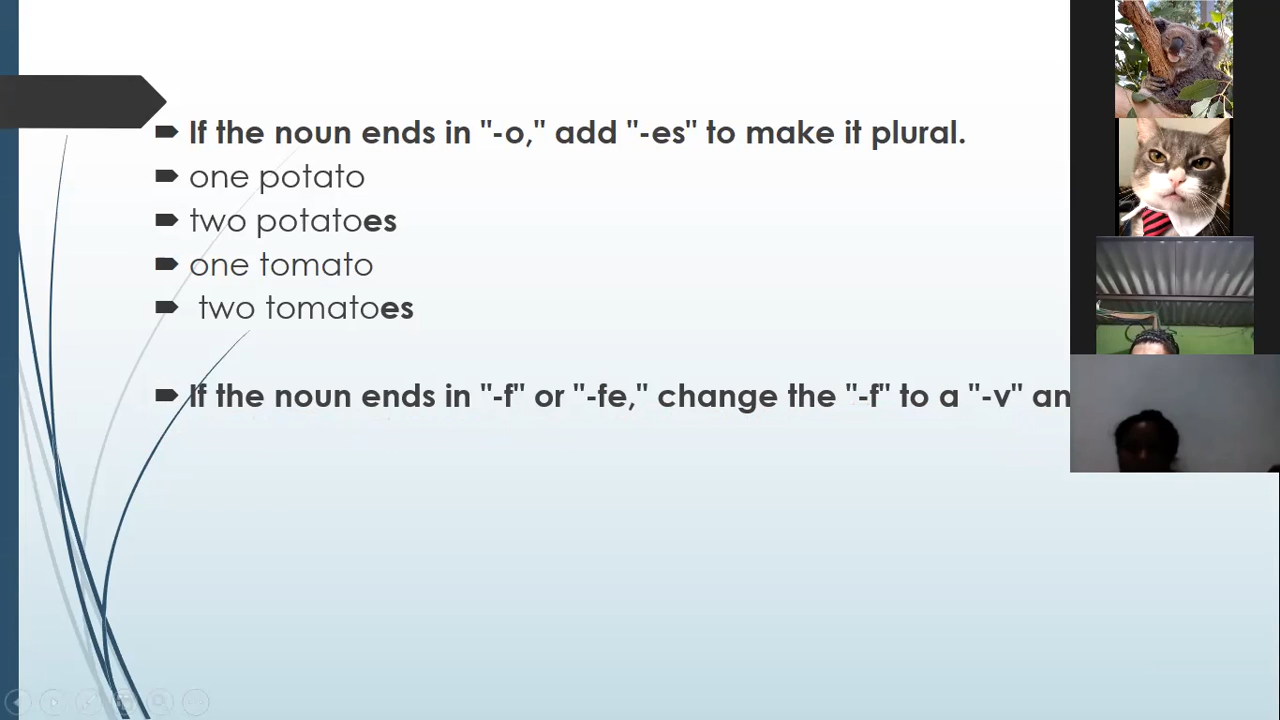 If the noun ends in "-o," add "-es" to make it plural.
one potato
two potatoes
one tomato
two tomatoes
If the noun ends in "-f" or "-fe," change the "-f" to a "-v" an